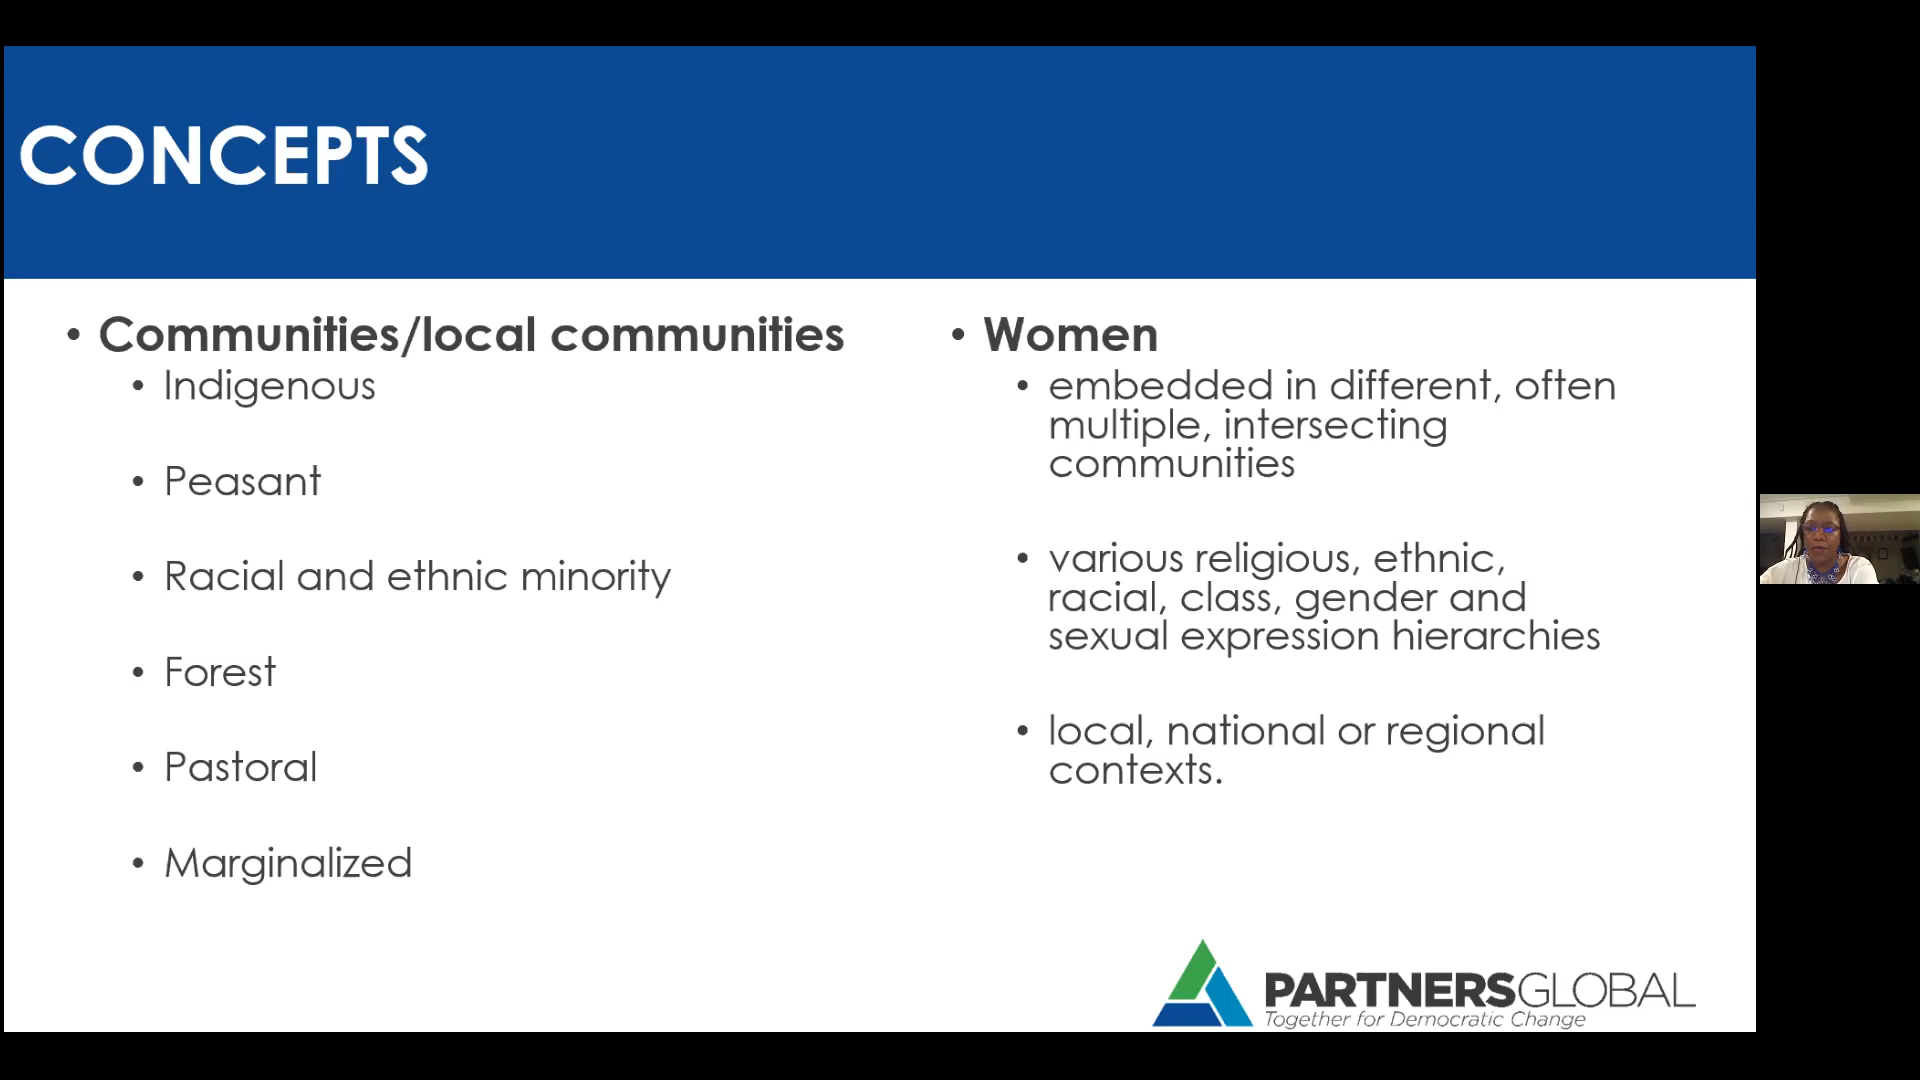 CONCEPTS
• Communities/local communities
• Indigenous
• Peasant
• Racial and ethnic minority
• Forest
• Pastoral
• Marginalized
• Women
• embedded in different, often
multiple, intersecting
communities
• various religious, ethnic,
racial, class, gender and
sexual expression hierarchies
• local, national or regional
contexts.
PARTNERSGLOBAL
Together for Democratic Change